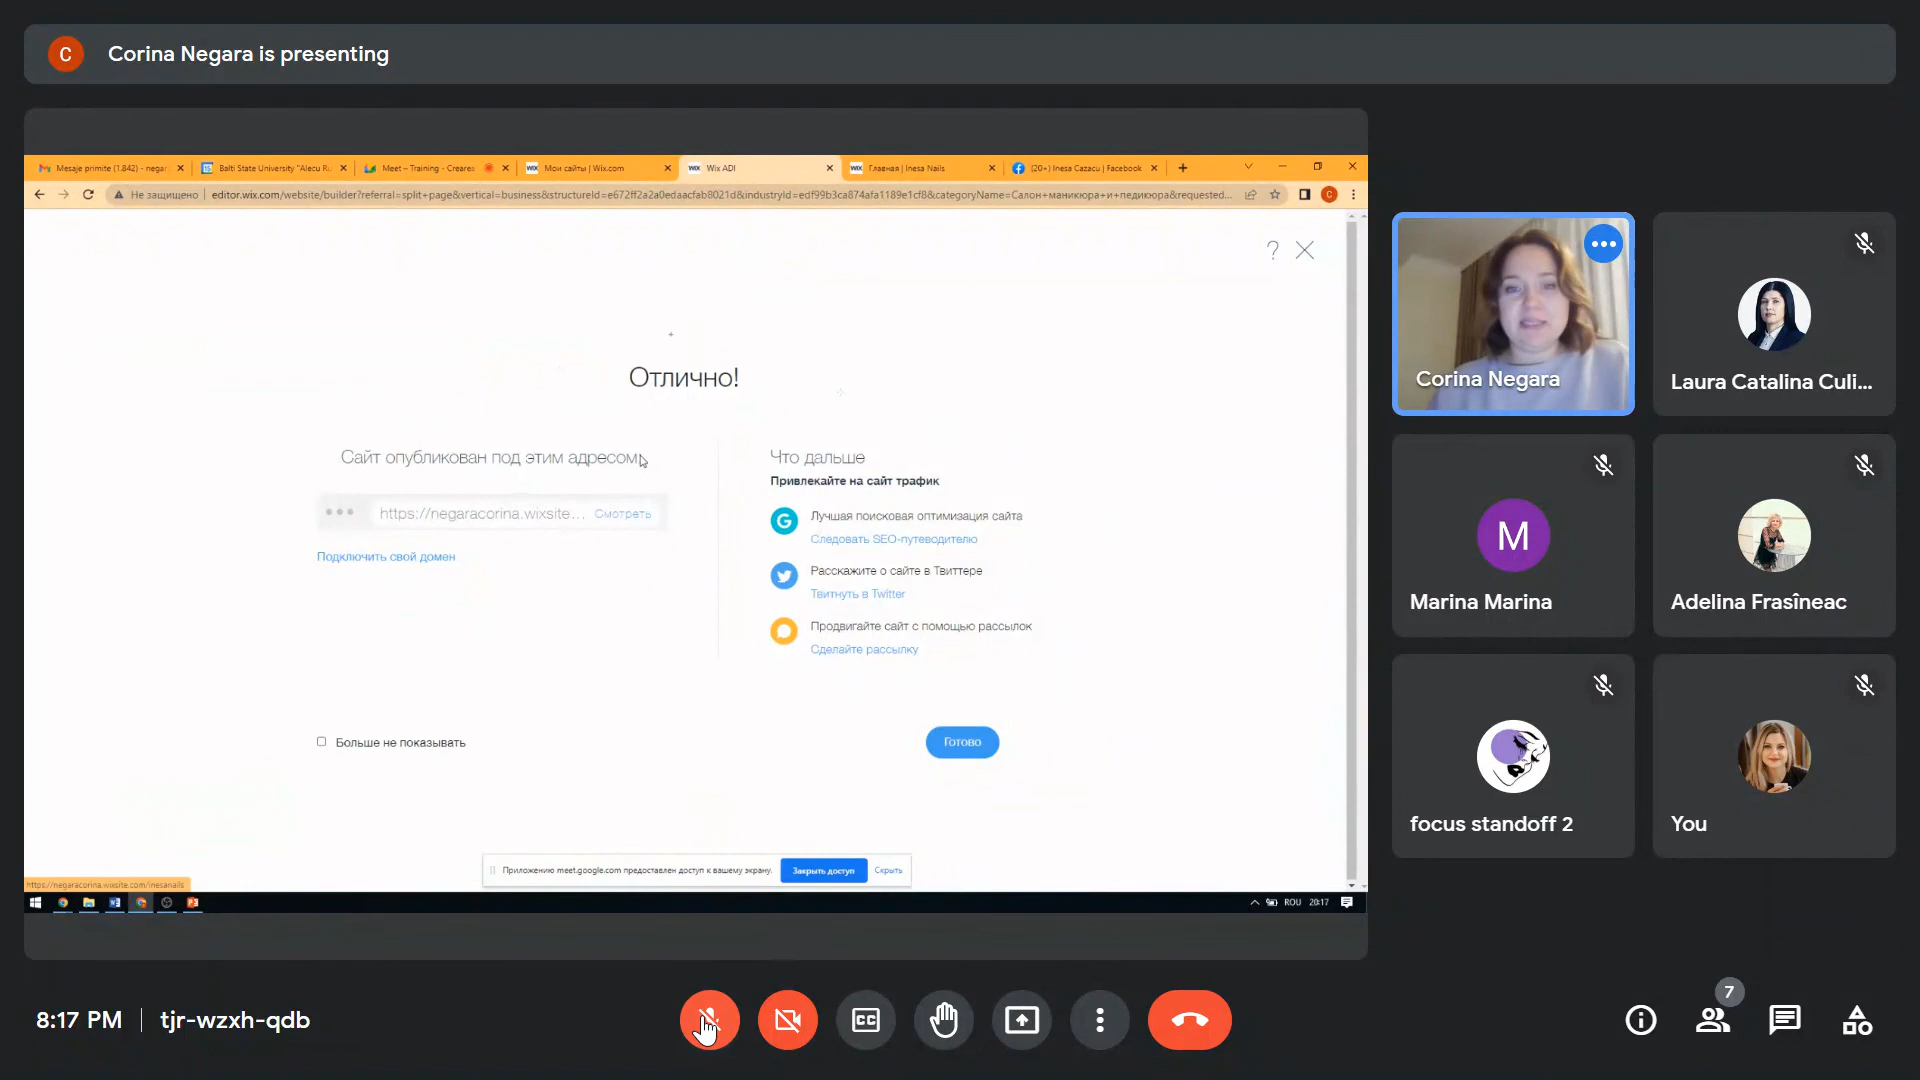 C
Corina Negara is presenting
Mesaje primite (1.842) - negar
Balti State University "Alecu Ru
Meet – Training - Creare
Мои сайты | Wix.com
Wix ADI
Главная | Inesa Nails
(20+) Inesa Cazacu | Facebook
Не защищено
editor.wix.com/website/builder?referral=split+page&vertical=business&structureId=e672ff2a2a0edaacfab8021d&industryId=edf99b3ca874afa1189e1cf8&categoryName=Салон+маникюра+и+педикюра&requested...
?
Отлично!
Сайт опубликован под этим адресом:
https://negaracorina.wixsite...
Смотреть
Подключить свой домен
Что дальше
Привлекайте на сайт трафик
Лучшая поисковая оптимизация сайта
Следовать SEO-путеводителю
Расскажите о сайте в Твиттере
Твитнуть в Twitter
Продвигайте сайт с помощью рассылок
Сделайте рассылку
Больше не показывать
Готово
Приложению meet.google.com предоставлен доступ к вашему экрану.
Закрыть доступ
Скрыть
https://negaracorina.wixsite.com/inesanails
ROU
20:17
Corina Negara
Laura Catalina Culi...
M
Marina Marina
Adelina Frasîneac
focus standoff 2
You
8:17 PM
tjr-wzxh-qdb
CC
7